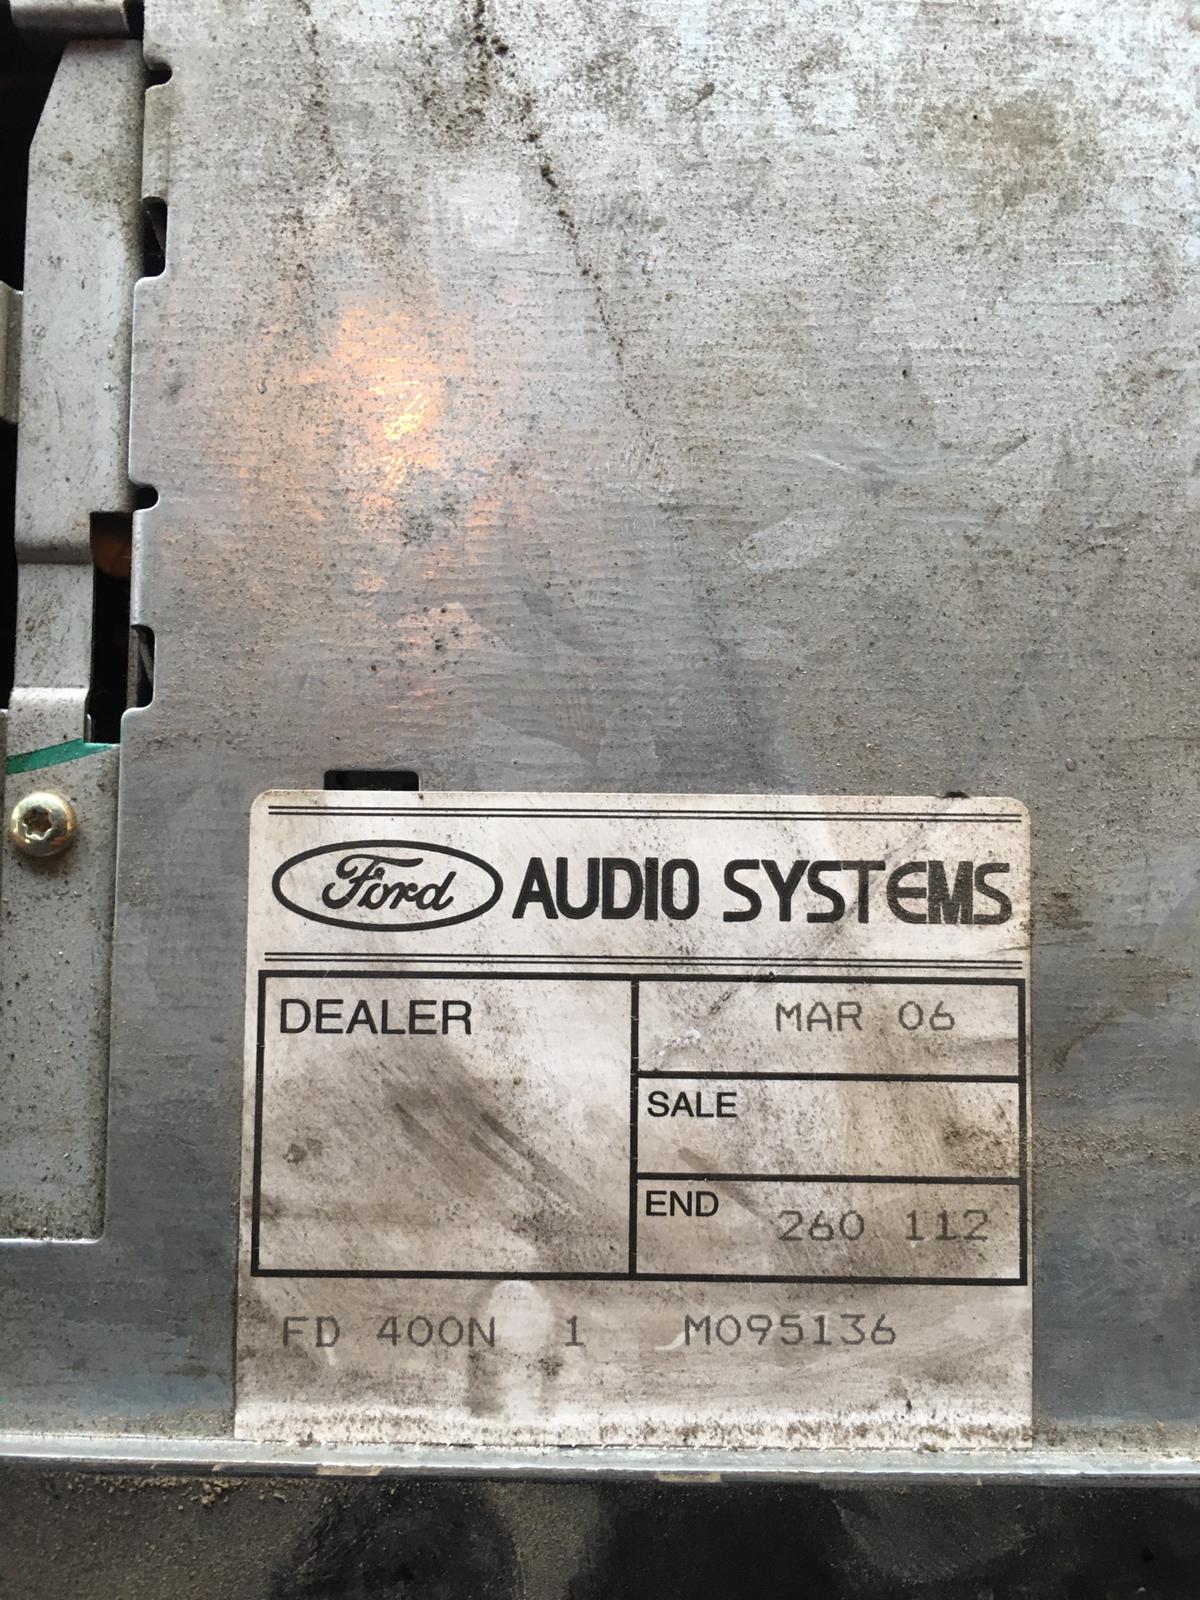 Ford AUDIO SYSTEMS
DEALER
MAR 06
SALE
END 260 112
FD 400N 1 M095136